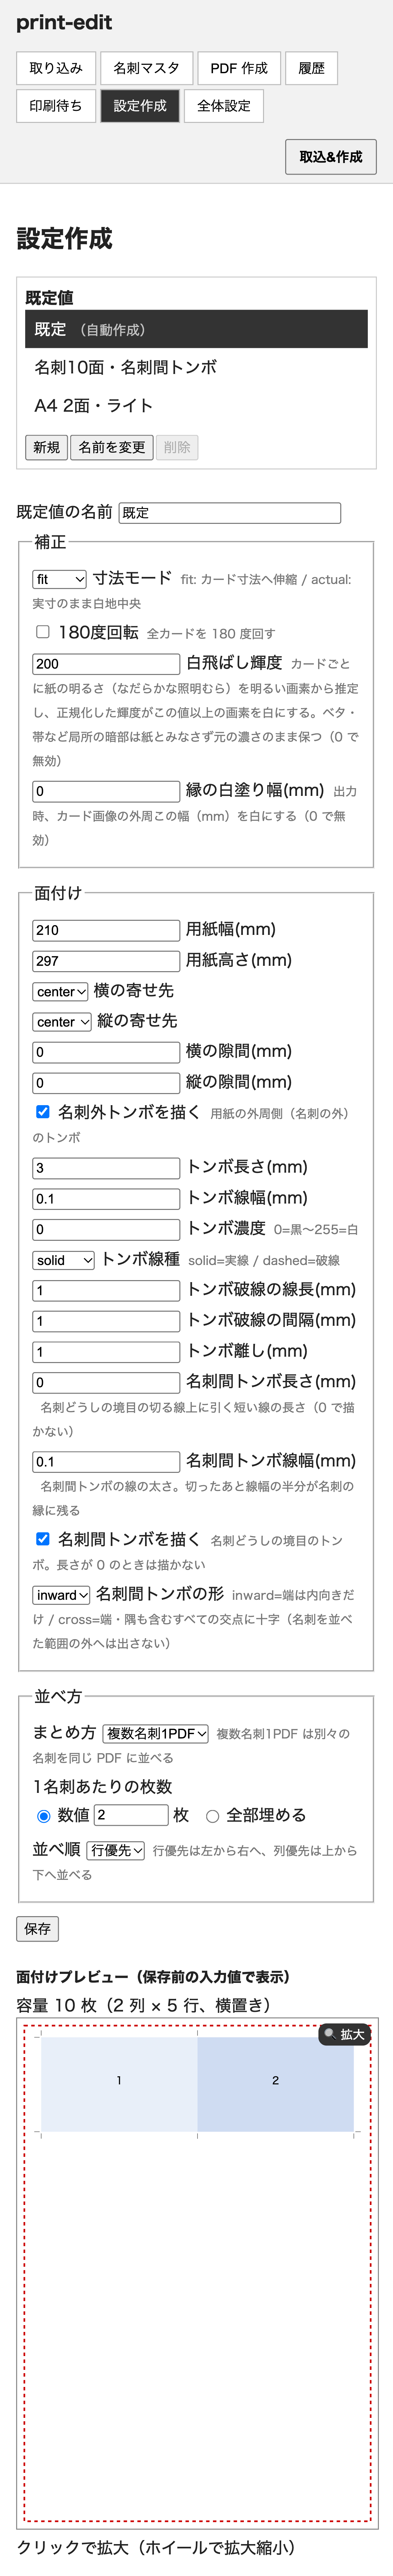 print-edit
取り込み 名刺マスタ PDF 作成 履歴
印刷待ち 設定作成 全体設定
取込&作成
設定作成
既定値
既定 （自動作成）
名刺10面・名刺間トンボ
A4 2面・ライト
新規 名前を変更 削除
既定値の名前 既定
補正
fit 寸法モード fit: カード寸法へ伸縮 / actual:
実寸のまま白地中央
180度回転 全カードを 180 度回す
200 白飛ばし輝度 カードごと
に紙の明るさ（なだらかな照明むら）を明るい画素から推定
し、正規化した輝度がこの値以上の画素を白にする。ベタ・
帯など局所の暗部は紙とみなさず元の濃さのまま保つ（0 で
無効）
0 縁の白塗り幅(mm) 出力
時、カード画像の外周この幅（mm）を白にする（0 で無
効）
面付け
210 用紙幅(mm)
297 用紙高さ(mm)
center 横の寄せ先
center 縦の寄せ先
0 横の隙間(mm)
0 縦の隙間(mm)
名刺外トンボを描く 用紙の外周側（名刺の外）
のトンボ
3 トンボ長さ(mm)
0.1 トンボ線幅(mm)
0 トンボ濃度 0=黒〜255=白
solid トンボ線種 solid=実線 / dashed=破線
1 トンボ破線の線長(mm)
1 トンボ破線の間隔(mm)
1 トンボ離し(mm)
0 名刺間トンボ長さ(mm)
名刺どうしの境目の切る線上に引く短い線の長さ（0 で描
かない）
0.1 名刺間トンボ線幅(mm)
名刺間トンボの線の太さ。切ったあと線幅の半分が名刺の
縁に残る
名刺間トンボを描く 名刺どうしの境目のトン
ボ。長さが 0 のときは描かない
inward 名刺間トンボの形 inward=端は内向きだ
け / cross=端・隅も含むすべての交点に十字（名刺を並べ
た範囲の外へは出さない）
並べ方
まとめ方 複数名刺1PDF 複数名刺1PDF は別々の
名刺を同じ PDF に並べる
1名刺あたりの枚数
数値 2 枚 全部埋める
並べ順 行優先 行優先は左から右へ、列優先は上から
下へ並べる
保存
面付けプレビュー（保存前の入力値で表示）
容量 10 枚（2 列 × 5 行、横置き）
拡大
1 2
クリックで拡大（ホイールで拡大縮小）